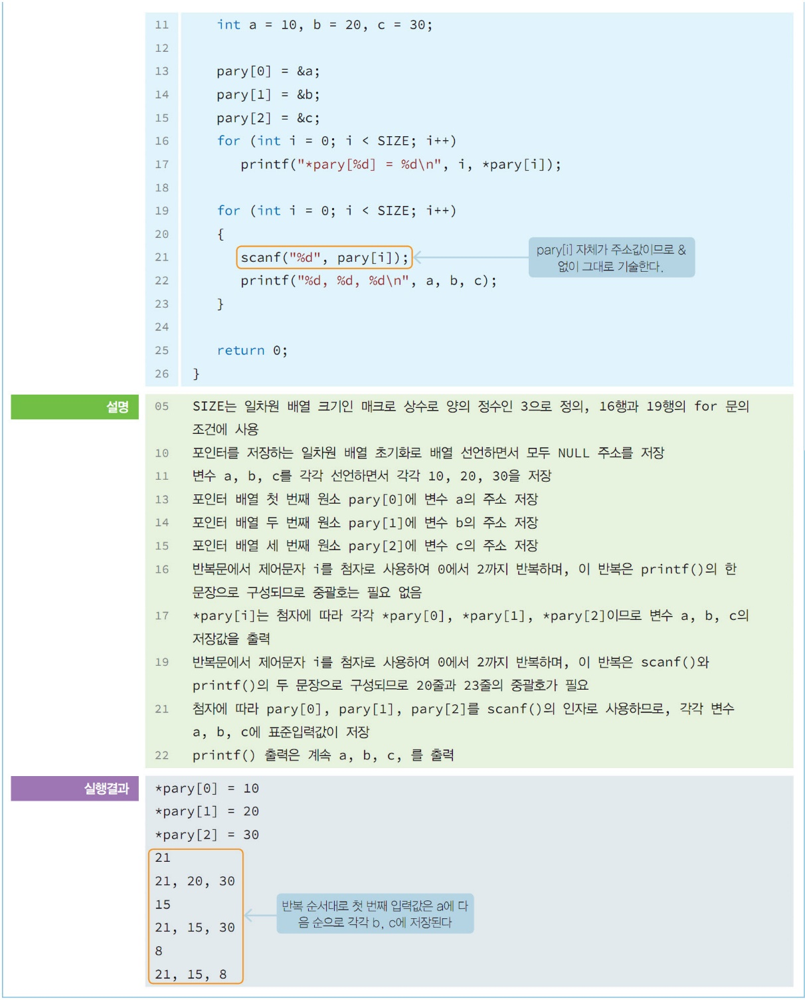 11 int a = 10, b = 20, c = 30;
12
13 pary[0] = &a;
14 pary[1] = &b;
15 pary[2] = &c;
16 for (int i = 0; i < SIZE; i++)
17 printf("*pary[%d] = %d\n", i, *pary[i]);
18
19 for (int i = 0; i < SIZE; i++)
20 {
21 scanf("%d", pary[i]);
pary[i] 자체가 주소값이므로 &
없이 그대로 기술한다.
22 printf("%d, %d, %d\n", a, b, c);
23 }
24
25 return 0;
26 }
설명
05 SIZE는 일차원 배열 크기인 매크로 상수로 양의 정수인 3으로 정의, 16행과 19행의 for 문의
조건에 사용
10 포인터를 저장하는 일차원 배열 초기화로 배열 선언하면서 모두 NULL 주소를 저장
11 변수 a, b, c를 각각 선언하면서 각각 10, 20, 30을 저장
13 포인터 배열 첫 번째 원소 pary[0]에 변수 a의 주소 저장
14 포인터 배열 두 번째 원소 pary[1]에 변수 b의 주소 저장
15 포인터 배열 세 번째 원소 pary[2]에 변수 c의 주소 저장
16 반복문에서 제어문자 i를 첨자로 사용하여 0에서 2까지 반복하며, 이 반복은 printf()의 한
문장으로 구성되므로 중괄호는 필요 없음
17 *pary[i]는 첨자에 따라 각각 *pary[0], *pary[1], *pary[2]이므로 변수 a, b, c의
저장값을 출력
19 반복문에서 제어문자 i를 첨자로 사용하여 0에서 2까지 반복하며, 이 반복은 scanf()와
printf()의 두 문장으로 구성되므로 20줄과 23줄의 중괄호가 필요
21 첨자에 따라 pary[0], pary[1], pary[2]를 scanf()의 인자로 사용하므로, 각각 변수
a, b, c에 표준입력값이 저장
22 printf() 출력은 계속 a, b, c, 를 출력
실행결과
*pary[0] = 10
*pary[1] = 20
*pary[2] = 30
21
21, 20, 30
15
21, 15, 30
8
21, 15, 8
반복 순서대로 첫 번째 입력값은 a에 다
음 순으로 각각 b, c에 저장된다